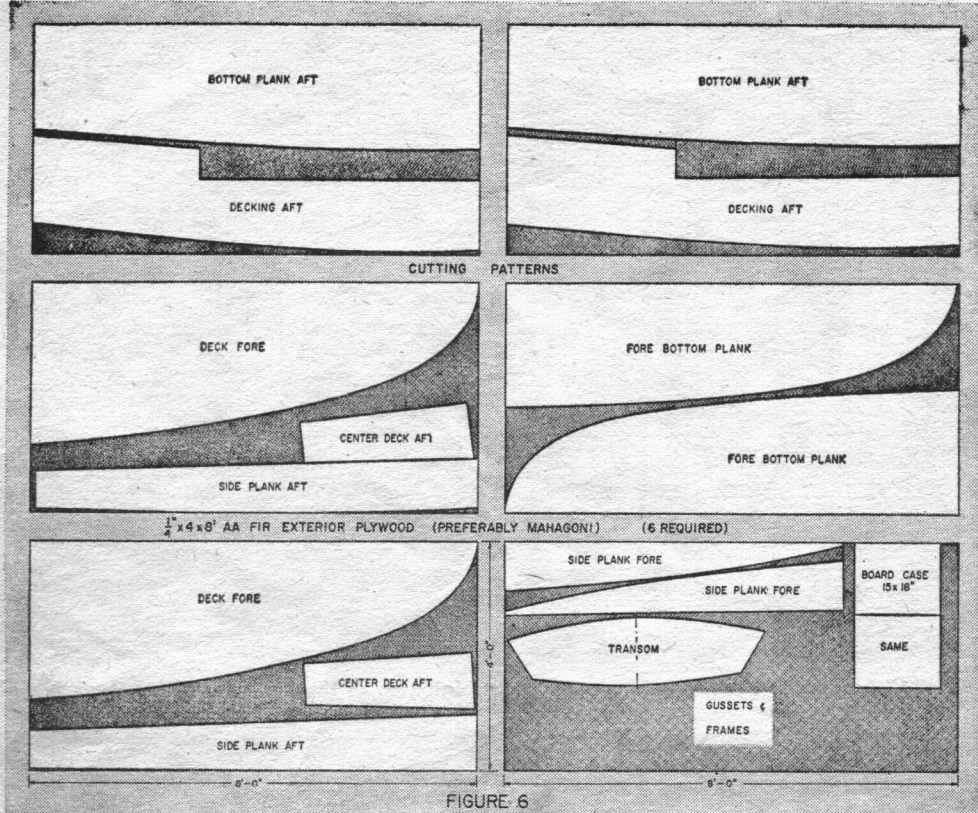 BOTTOM PLANK AFT
BOTTOM PLANK AFT
DECKING AFT
DECKING AFT
CUTTING PATTERNS
DECK FORE
FORE BOTTOM PLANK
CENTER DECK AFT
SIDE PLANK AFT
FORE BOTTOM PLANK
1/4" x 4 x 8' AA FIR EXTERIOR PLYWOOD (PREFERABLY MAHAGONI) (6 REQUIRED)
DECK FORE
CENTER DECK AFT
SIDE PLANK AFT
4'-0"
SIDE PLANK FORE
SIDE PLANK FORE
BOARD CASE
15 x 18"
TRANSOM
SAME
GUSSETS &
FRAMES
8'-0"
8'-0"
FIGURE 6